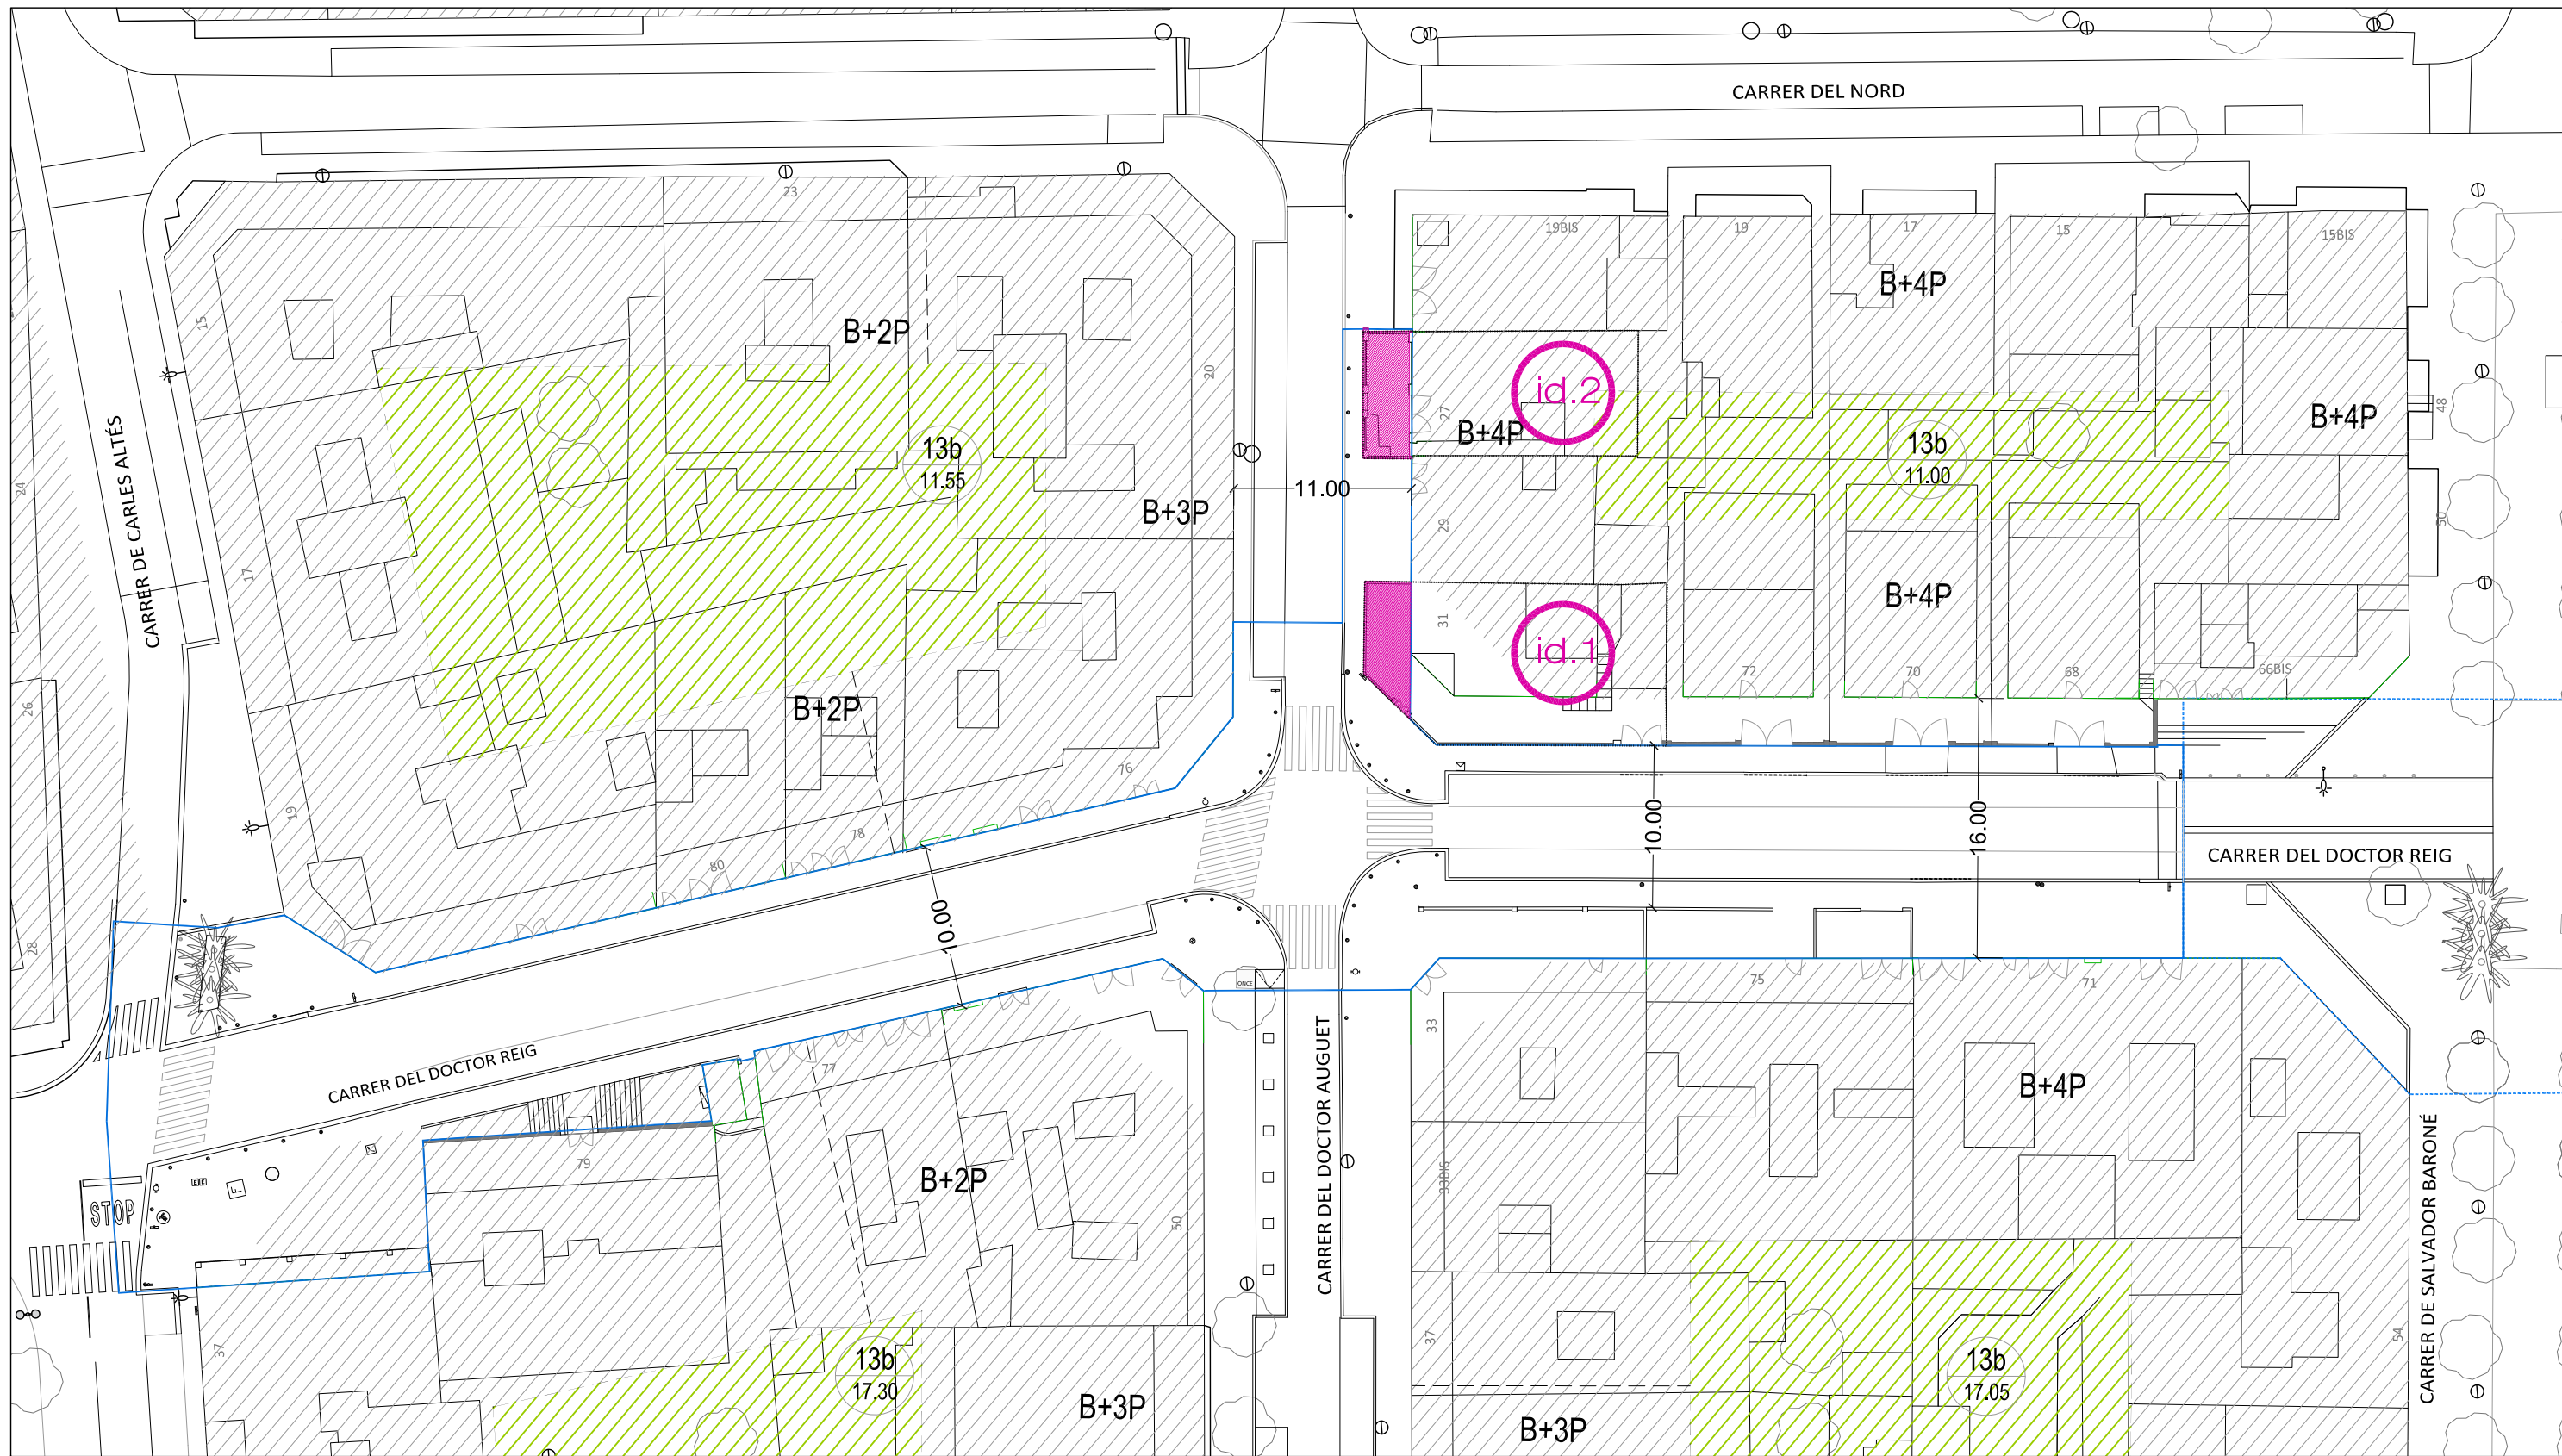 CARRER DEL NORD
23
19BIS
19
17
15
15BIS
B+4P
15
B+2P
20
id.2
27
B+4P
B+4P
48
CARRER DE CARLES ALTÉS
24
13b
11.55
13b
11.00
11.00
B+3P
29
50
17
B+4P
31
id.1
72
70
68
66BIS
26
B+2P
76
19
78
80
10.00
16.00
CARRER DEL DOCTOR REIG
10.00
28
75
71
ONCE
33
CARRER DEL DOCTOR REIG
77
B+4P
79
B+2P
33BIS
F
STOP
50
CARRER DEL DOCTOR AUGUET
CARRER DE SALVADOR BARONÉ
37
37
54
13b
17.30
13b
17.05
B+3P
B+3P